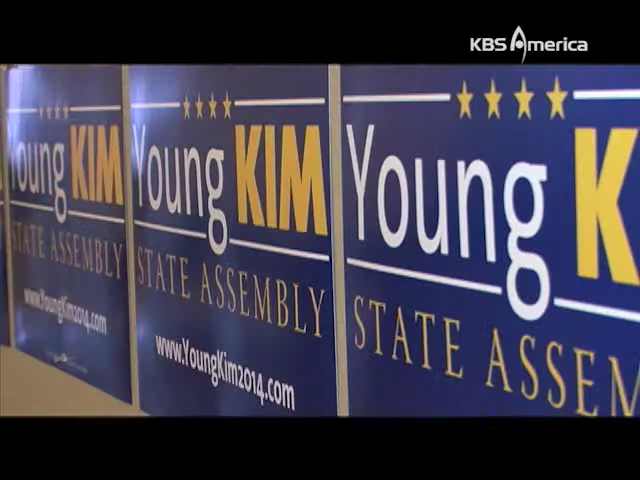 KBS America
Young KIM
STATE ASSEMBLY
www.YoungKim2014.com
Young KIM
STATE ASSEMBLY
www.YoungKim2014.com
Young K
STATE ASSEM